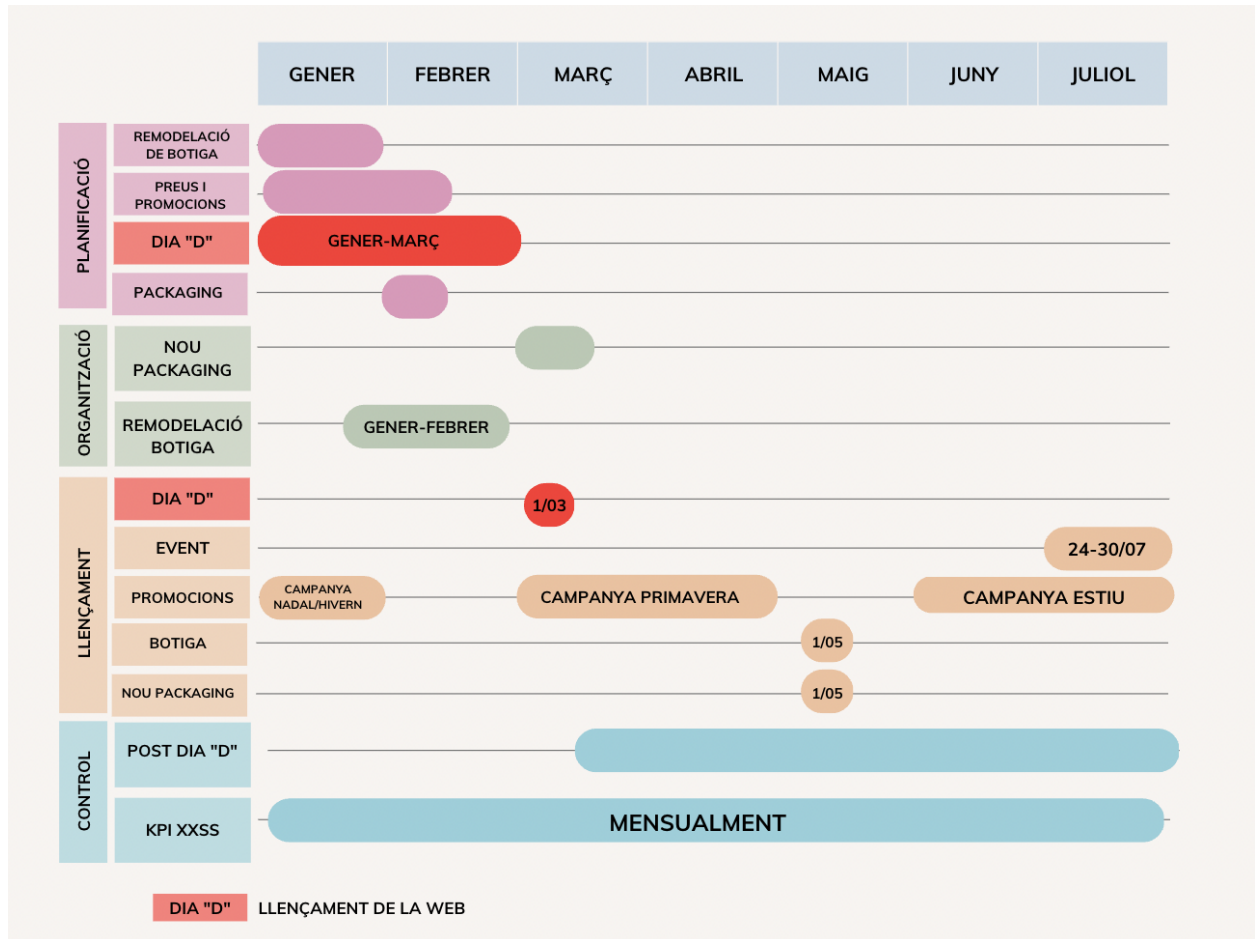 GENER FEBRER MARÇ ABRIL MAIG JUNY JULIOL
PLANIFICACIÓ
REMODELACIÓ
DE BOTIGA
PREUS I
PROMOCIONS
DIA "D" GENER-MARÇ
PACKAGING
ORGANITZACIÓ
NOU
PACKAGING
REMODELACIÓ
BOTIGA
GENER-FEBRER
LLENÇAMENT
DIA "D" 1/03
EVENT 24-30/07
PROMOCIONS
CAMPANYA
NADAL/HIVERN
CAMPANYA PRIMAVERA
CAMPANYA ESTIU
BOTIGA 1/05
NOU PACKAGING 1/05
CONTROL
POST DIA "D"
KPI XXSS MENSUALMENT
DIA "D" LLENÇAMENT DE LA WEB